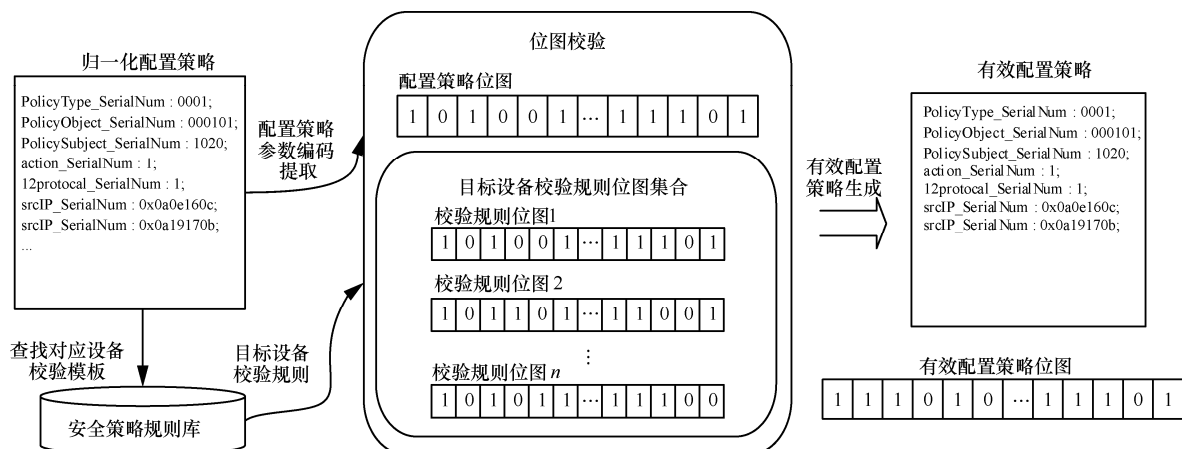 归一化配置策略
PolicyType_SerialNum : 0001;
PolicyObject_SerialNum : 000101;
PolicySubject_SerialNum : 1020;
action_SerialNum : 1;
12protocal_SerialNum : 1;
srcIP_SerialNum : 0x0a0e160c;
srcIP_SerialNum : 0x0a19170b;
...
查找对应设备
校验模板
安全策略规则库
配置策略
参数编码
提取
目标设备
校验规则
位图校验
配置策略位图
1 0 1 0 0 1 ... 1 1 1 0 1
目标设备校验规则位图集合
校验规则位图1
1 0 1 0 0 1 ... 1 1 1 0 1
校验规则位图 2
1 0 1 1 0 1 ... 1 1 0 0 1
⋮
校验规则位图 n
1 0 1 0 1 1 ... 1 1 1 0 0
有效配置
策略生成
有效配置策略
PolicyType_SerialNum : 0001;
PolicyObject_SerialNum : 000101;
PolicySubject_SerialNum : 1020;
action_SerialNum : 1;
12protocal_SerialNum : 1;
srcIP_SerialNum : 0x0a0e160c;
srcIP_SerialNum : 0x0a19170b;
有效配置策略位图
1 1 1 0 1 0 ... 1 1 1 0 1